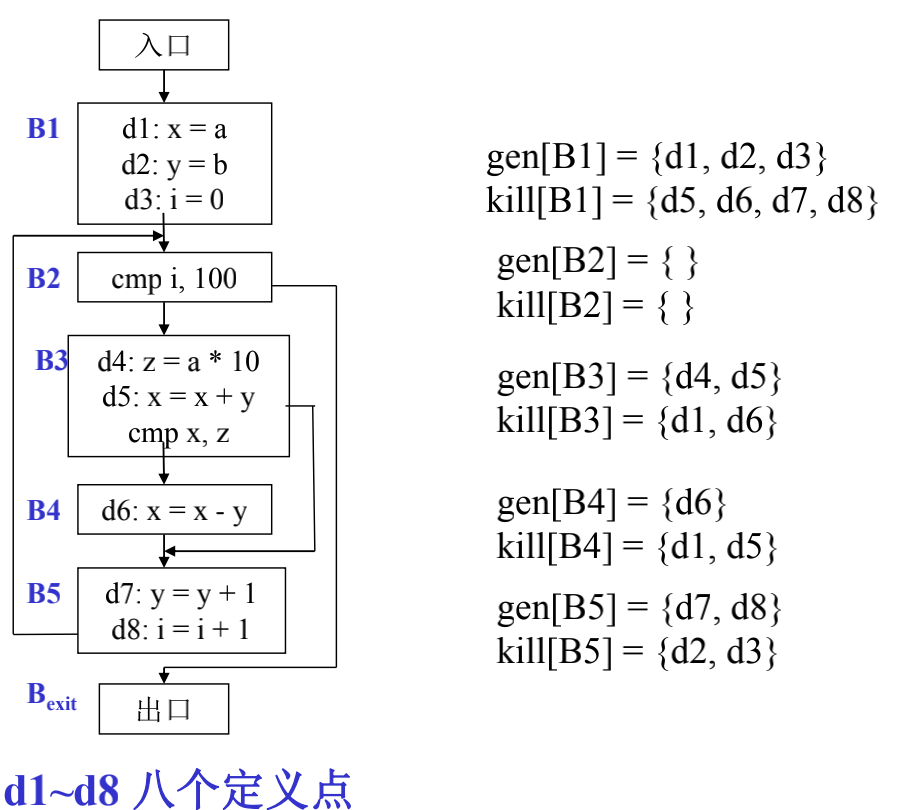 入口
B1
d1: x = a
d2: y = b
d3: i = 0
B2
cmp i, 100
B3
d4: z = a * 10
d5: x = x + y
cmp x, z
B4
d6: x = x - y
B5
d7: y = y + 1
d8: i = i + 1
Bexit
出口
gen[B1] = {d1, d2, d3}
kill[B1] = {d5, d6, d7, d8}
gen[B2] = { }
kill[B2] = { }
gen[B3] = {d4, d5}
kill[B3] = {d1, d6}
gen[B4] = {d6}
kill[B4] = {d1, d5}
gen[B5] = {d7, d8}
kill[B5] = {d2, d3}
d1~d8 八个定义点